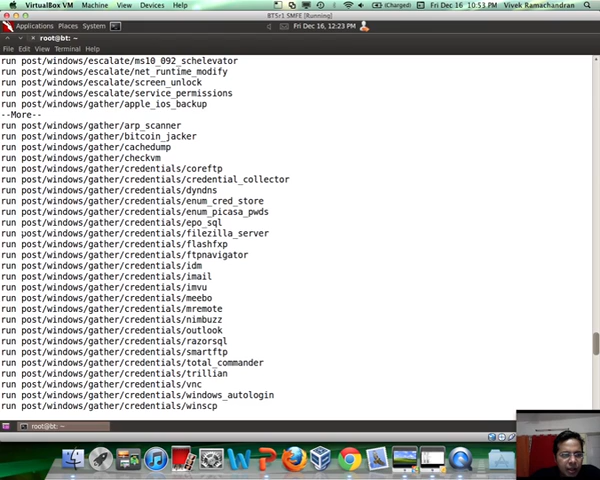 VirtualBox VM Machine View Devices Help
(Charged) Fri Dec 16 10:53 PM Vivek Ramachandran
BT5r1 SMFE [Running]
Applications Places System
Fri Dec 16, 12:23 PM
root@bt: ~
File Edit View Terminal Help
run post/windows/escalate/ms10_092_schelevator
run post/windows/escalate/net_runtime_modify
run post/windows/escalate/screen_unlock
run post/windows/escalate/service_permissions
run post/windows/gather/apple_ios_backup
--More--
run post/windows/gather/arp_scanner
run post/windows/gather/bitcoin_jacker
run post/windows/gather/cachedump
run post/windows/gather/checkvm
run post/windows/gather/credentials/coreftp
run post/windows/gather/credentials/credential_collector
run post/windows/gather/credentials/dyndns
run post/windows/gather/credentials/enum_cred_store
run post/windows/gather/credentials/enum_picasa_pwds
run post/windows/gather/credentials/epo_sql
run post/windows/gather/credentials/filezilla_server
run post/windows/gather/credentials/flashfxp
run post/windows/gather/credentials/ftpnavigator
run post/windows/gather/credentials/idm
run post/windows/gather/credentials/imail
run post/windows/gather/credentials/imvu
run post/windows/gather/credentials/meebo
run post/windows/gather/credentials/mremote
run post/windows/gather/credentials/nimbuzz
run post/windows/gather/credentials/outlook
run post/windows/gather/credentials/razorsql
run post/windows/gather/credentials/smartftp
run post/windows/gather/credentials/total_commander
run post/windows/gather/credentials/trillian
run post/windows/gather/credentials/vnc
run post/windows/gather/credentials/windows_autologin
run post/windows/gather/credentials/winscp
root@bt: ~